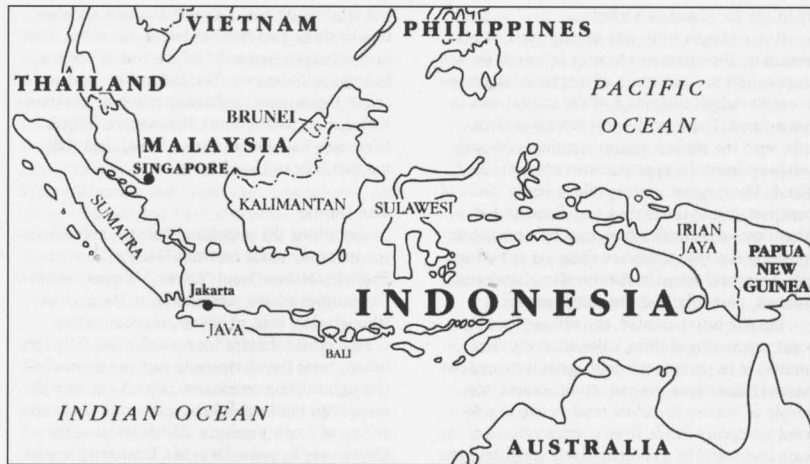 VIETNAM
PHILIPPINES
THAILAND
PACIFIC
OCEAN
BRUNEI
MALAYSIA
SINGAPORE
KALIMANTAN
SULAWESI
SUMATRA
IRIAN
JAYA
PAPUA
NEW
GUINEA
Jakarta
INDONESIA
JAVA
BALI
INDIAN OCEAN
AUSTRALIA